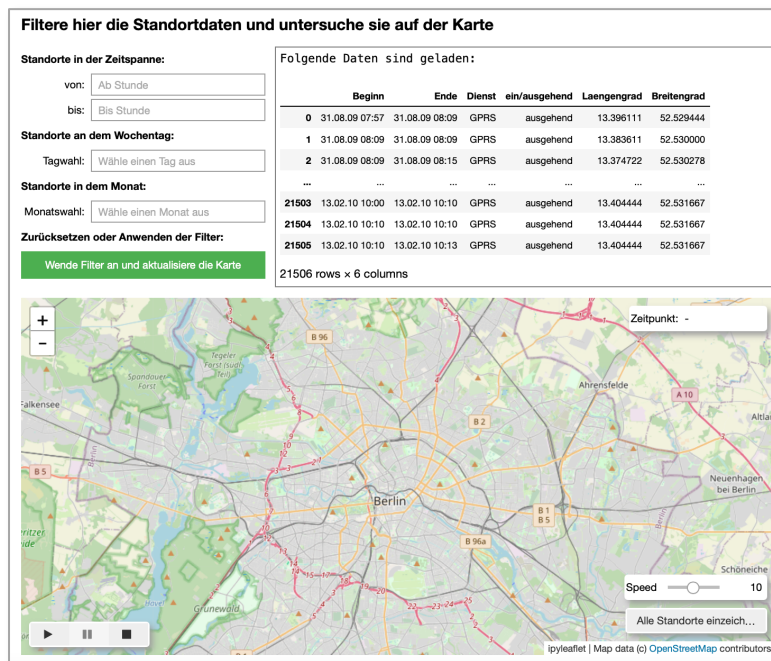 Filtere hier die Standortdaten und untersuche sie auf der Karte
Standorte in der Zeitspanne:
von: Ab Stunde
bis: Bis Stunde
Standorte an dem Wochentag:
Tagwahl: Wähle einen Tag aus
Standorte in dem Monat:
Monatswahl: Wähle einen Monat aus
Zurücksetzen oder Anwenden der Filter:
Wende Filter an und aktualisiere die Karte
Folgende Daten sind geladen:
Beginn Ende Dienst ein/ausgehend Laengengrad Breitengrad
0 31.08.09 07:57 31.08.09 08:09 GPRS ausgehend 13.396111 52.529444
1 31.08.09 08:09 31.08.09 08:09 GPRS ausgehend 13.383611 52.530000
2 31.08.09 08:09 31.08.09 08:15 GPRS ausgehend 13.374722 52.530278
... ... ... ... ... ... ...
21503 13.02.10 10:00 13.02.10 10:10 GPRS ausgehend 13.404444 52.531667
21504 13.02.10 10:10 13.02.10 10:10 GPRS ausgehend 13.404444 52.531667
21505 13.02.10 10:10 13.02.10 10:13 GPRS ausgehend 13.404444 52.531667
21506 rows × 6 columns
+
-
Zeitpunkt: -
B 96
Tegeler
Forst (sud/
Teil)
Spandauer
Forst
Ahrensfelde
A 10
Falkensee
B 2
Altla
B 5
Berlin
Neuenhagen
bei Berlin
Berlin
B 1
B 5
Berlin
B 96a
Schöneiche
Havel
Grunewald
Speed 10
Alle Standorte einzeich...
ipyleaflet | Map data (c) OpenStreetMap contributors